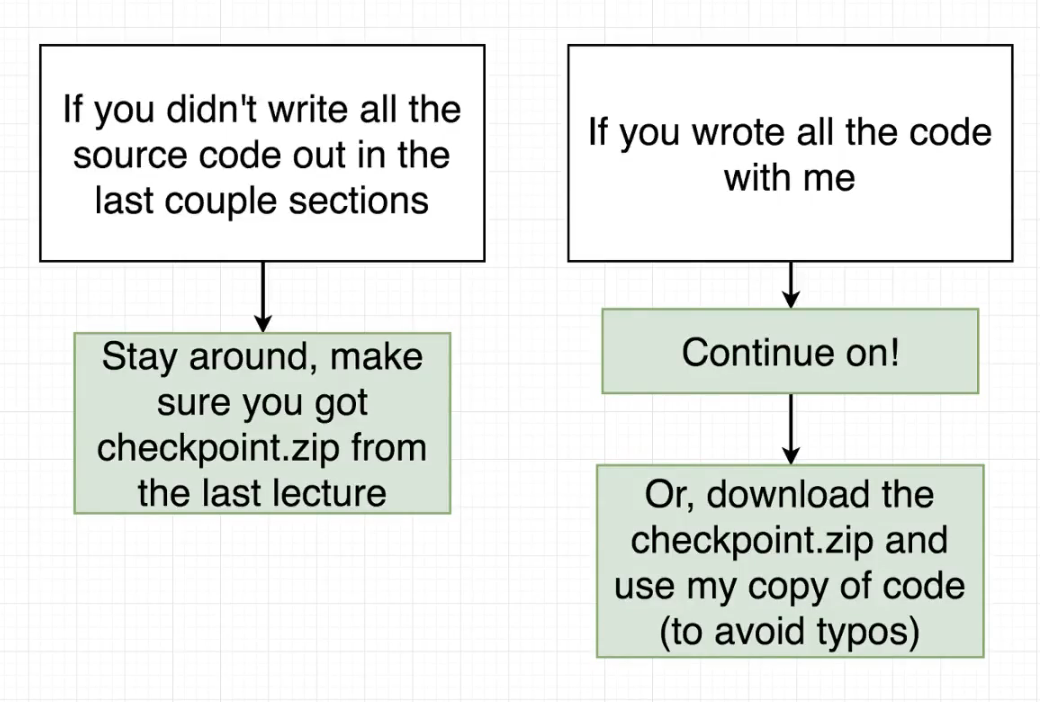 If you didn't write all the
source code out in the
last couple sections
Stay around, make
sure you got
checkpoint.zip from
the last lecture
If you wrote all the code
with me
Continue on!
Or, download the
checkpoint.zip and
use my copy of code
(to avoid typos)